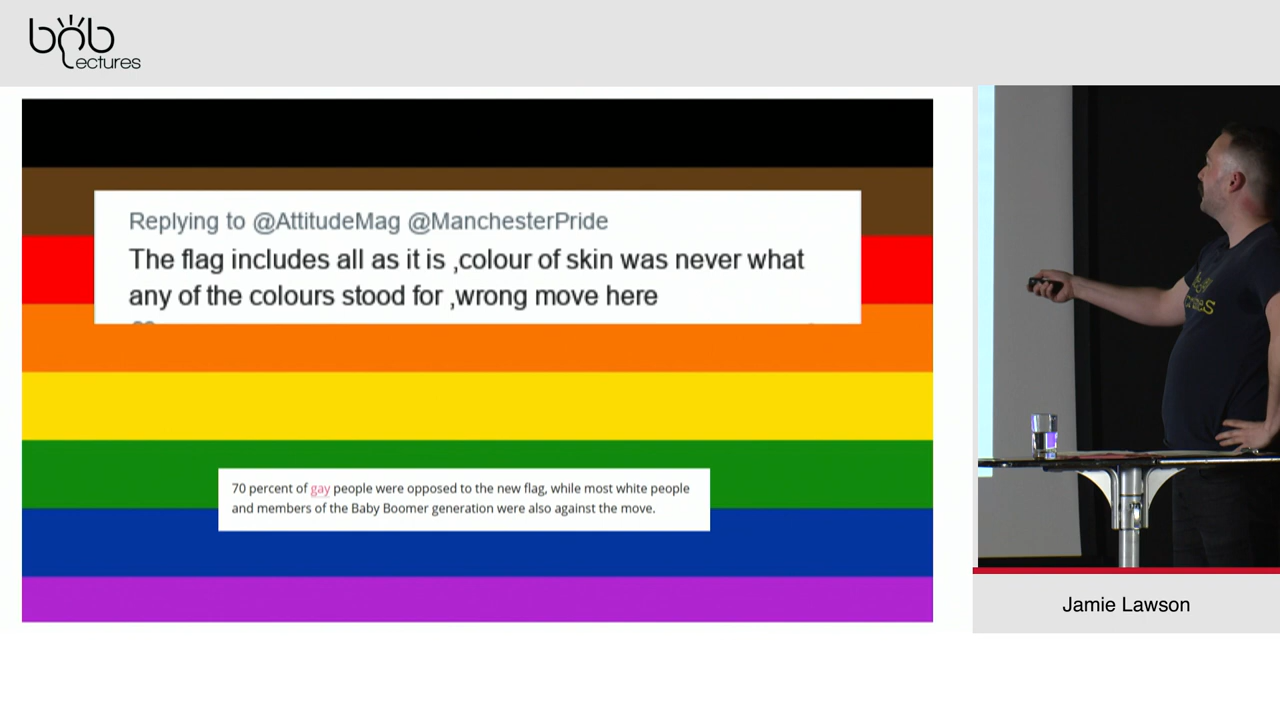 bob
Lectures
Replying to @AttitudeMag @ManchesterPride
The flag includes all as it is ,colour of skin was never what
any of the colours stood for ,wrong move here
70 percent of gay people were opposed to the new flag, while most white people
and members of the Baby Boomer generation were also against the move.
Jamie Lawson